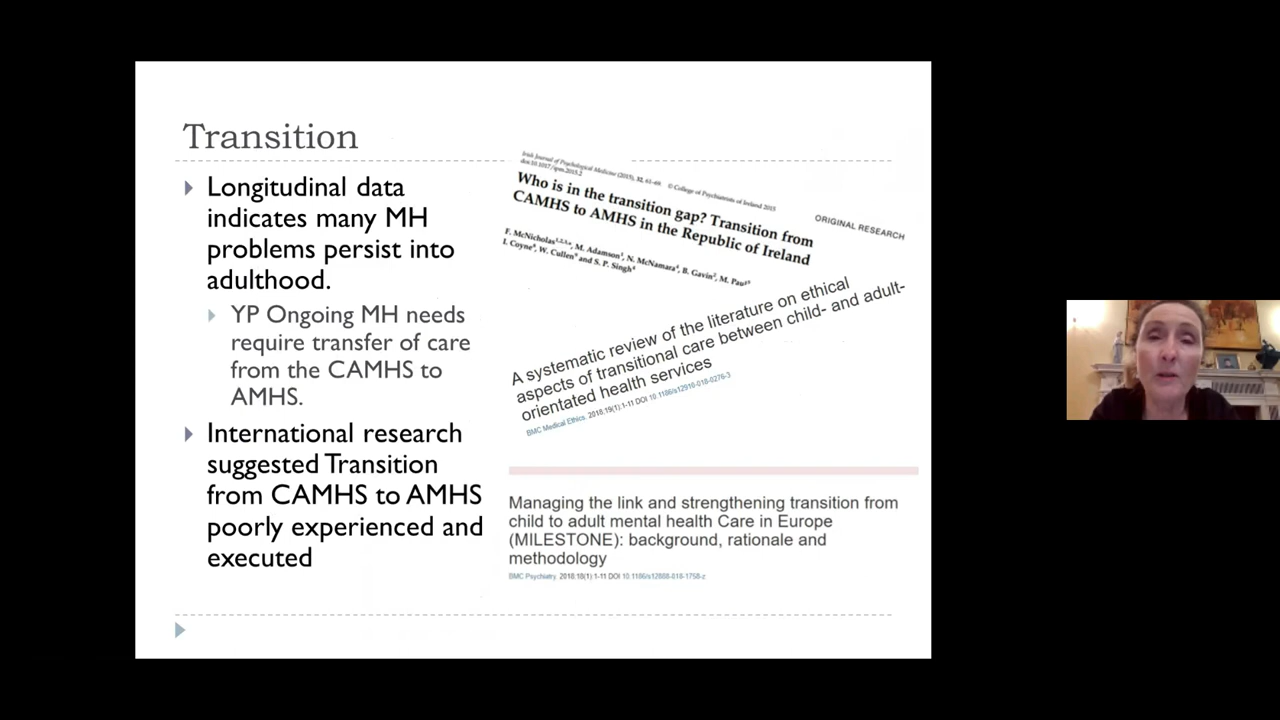 Transition
Longitudinal data
indicates many MH
problems persist into
adulthood.
YP Ongoing MH needs
require transfer of care
from the CAMHS to
AMHS.
International research
suggested Transition
from CAMHS to AMHS
poorly experienced and
executed
Irish Journal of Psychological Medicine (2015), 32, 61–69. © College of Psychiatrists of Ireland 2015
ORIGINAL RESEARCH
Who is in the transition gap? Transition from
CAMHS to AMHS in the Republic of Ireland
F. McNicholas M. Adamson N. McNamara B. Gavin M. Paul
I. Coyne W. Cullen and S. P. Singh
A systematic review of the literature on ethical
aspects of transitional care between child- and adult-
orientated health services
BMC Medical Ethics. 2018;19(1):1-11 DOI 10.1186/s12910-018-0276-3
Managing the link and strengthening transition from
child to adult mental health Care in Europe
(MILESTONE): background, rationale and
methodology
BMC Psychiatry. 2018;18(1):1-11 DOI 10.1186/s12888-018-1758-z